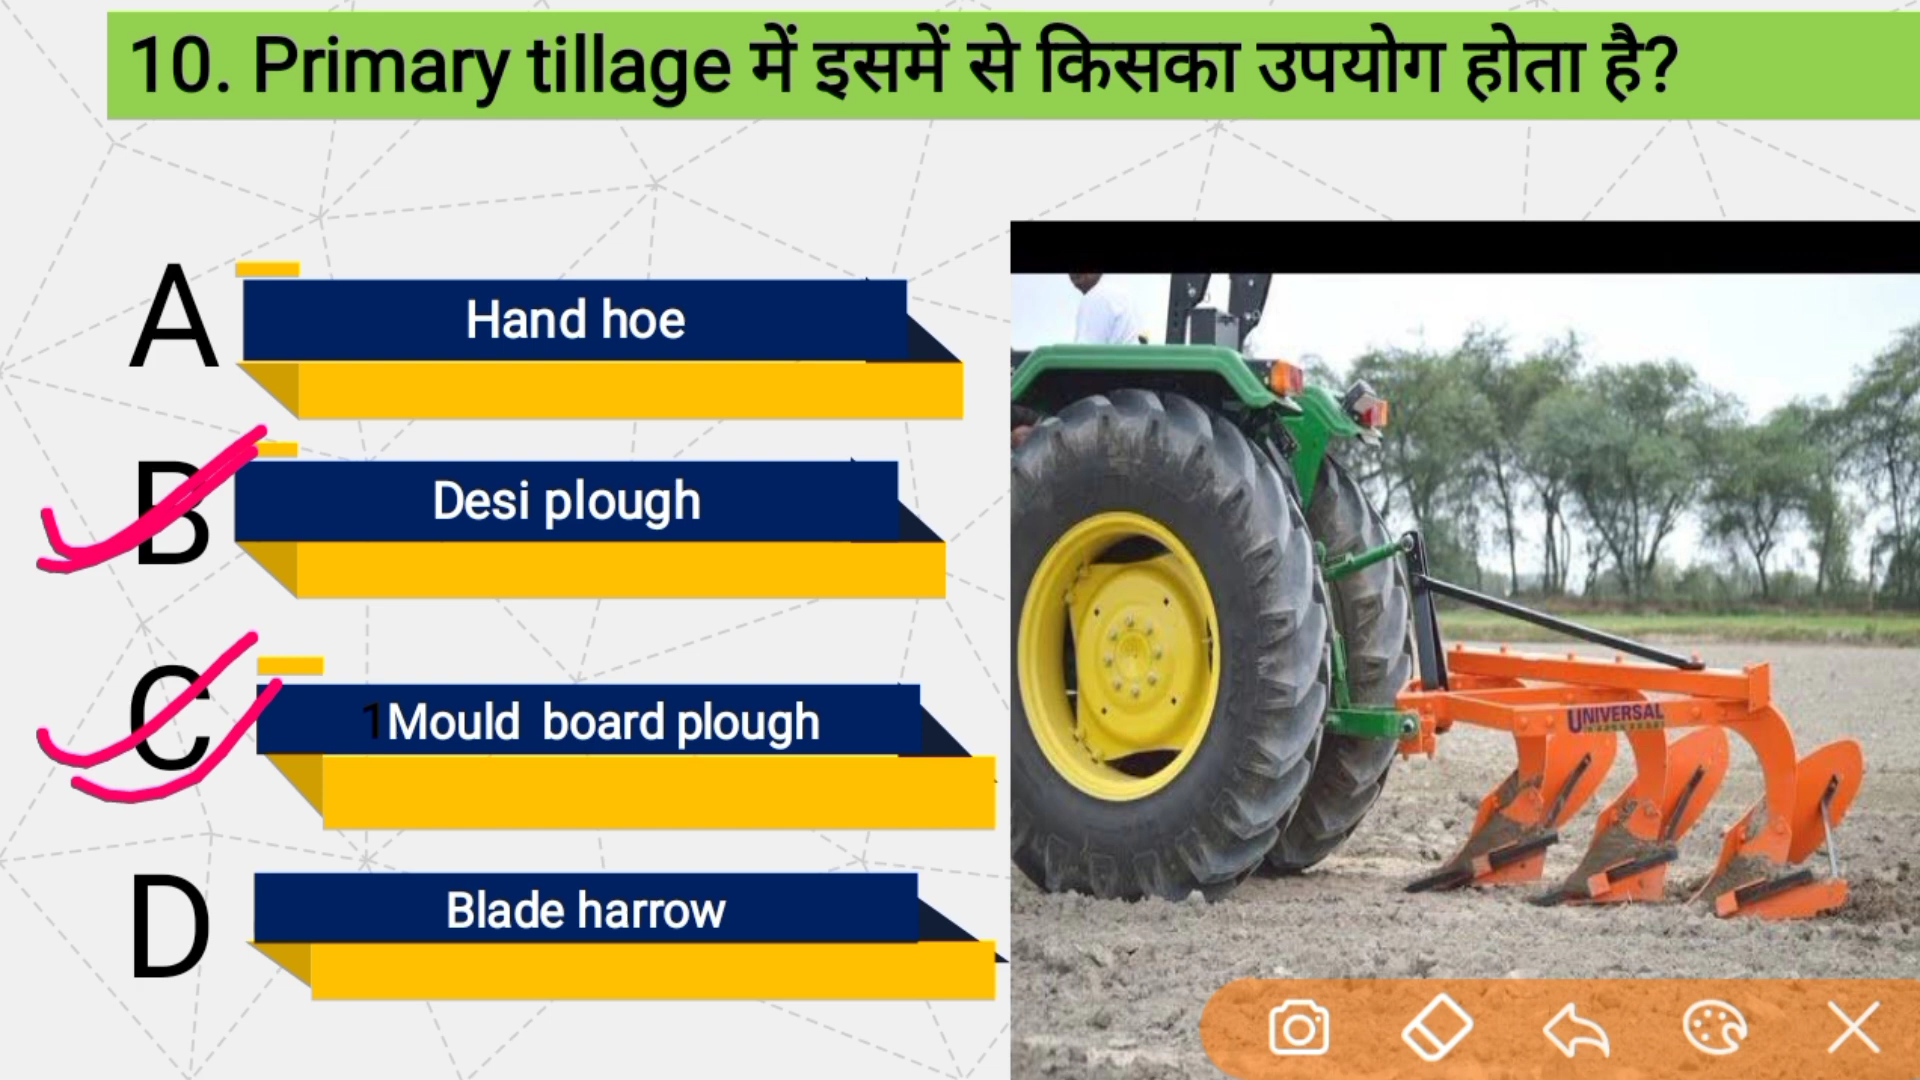 10. Primary tillage में इसमें से किसका उपयोग होता है?
A Hand hoe
B Desi plough
C 1Mould board plough
D Blade harrow
UNIVERSAL